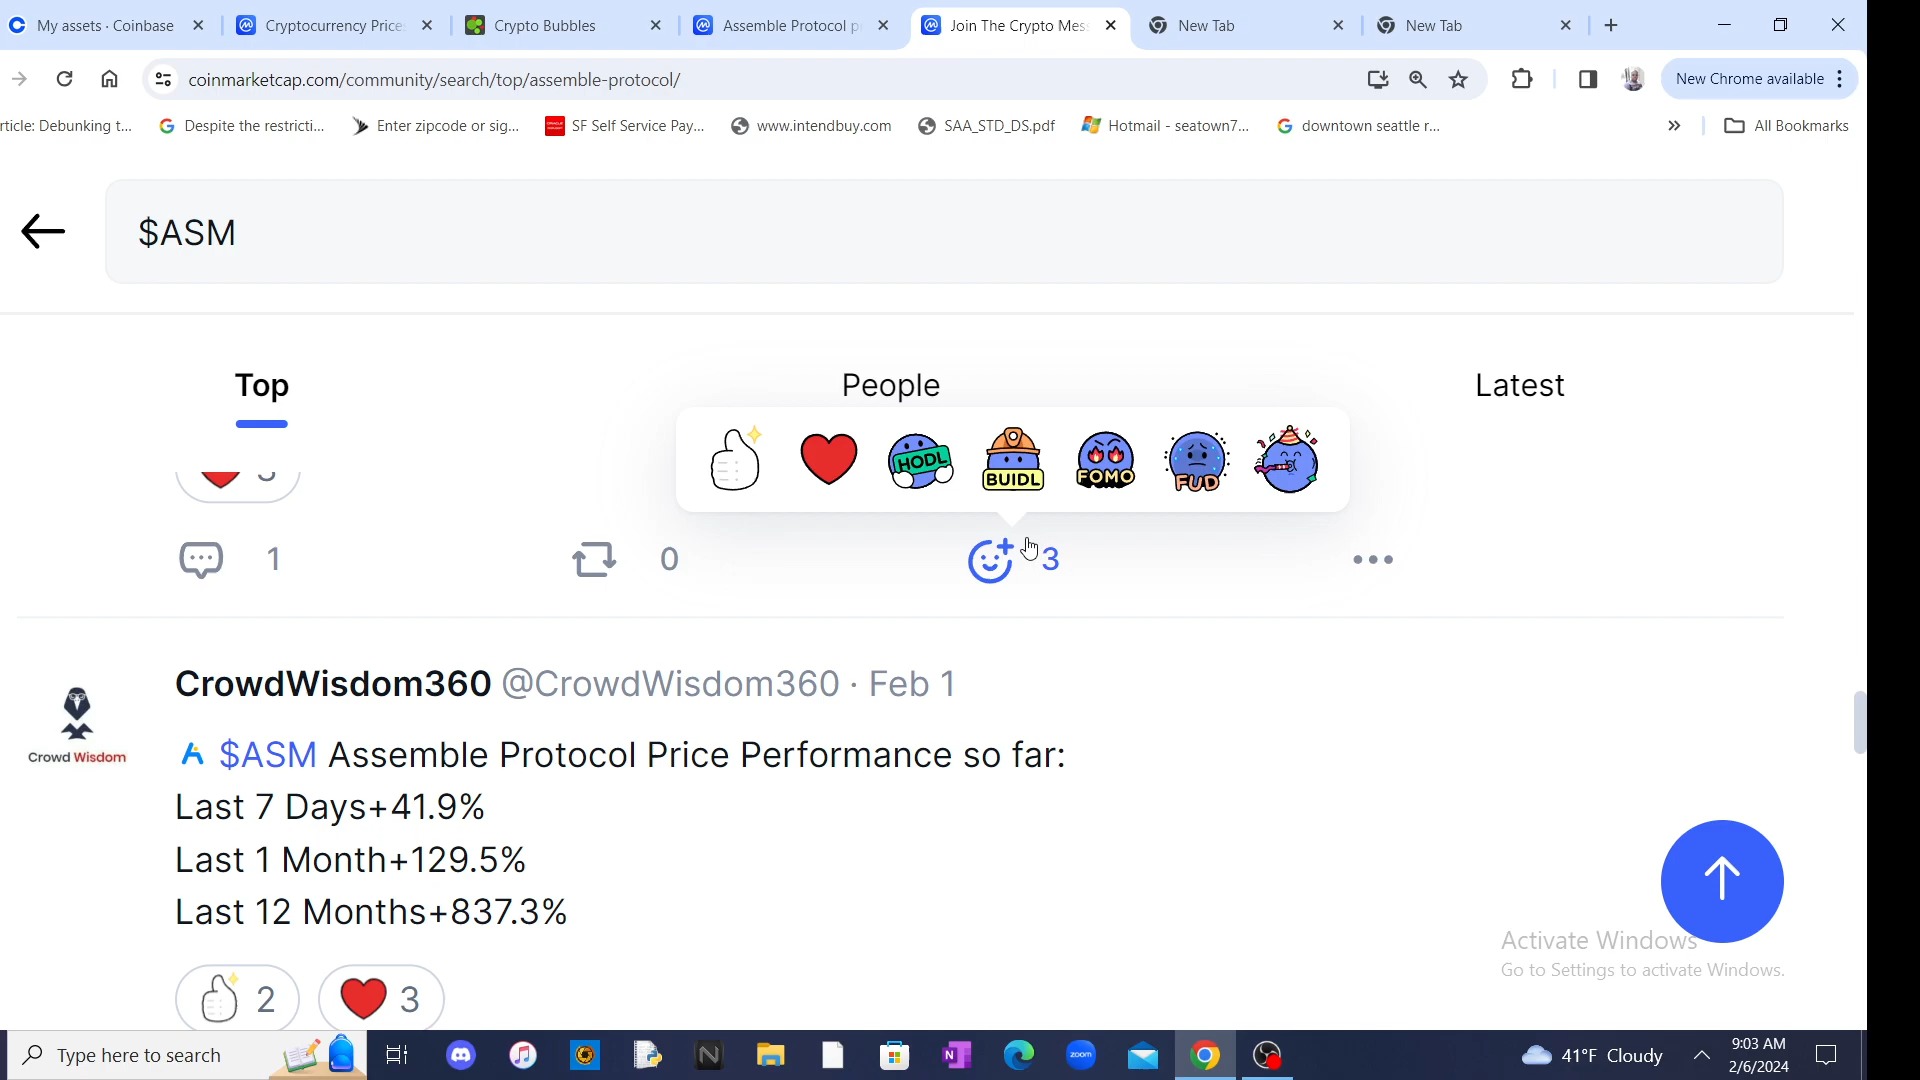 My assets · Coinbase
Cryptocurrency Price
Crypto Bubbles
Assemble Protocol p
Join The Crypto Mes
New Tab
New Tab
coinmarketcap.com/community/search/top/assemble-protocol/
New Chrome available
rticle: Debunking t...
Despite the restricti...
Enter zipcode or sig...
SF Self Service Pay...
www.intendbuy.com
SAA_STD_DS.pdf
Hotmail - seatown7...
downtown seattle r...
»
All Bookmarks
$ASM
Top
People
Latest
HODL
BUIDL
FOMO
FUD
3
1
0
3
CrowdWisdom360 @CrowdWisdom360 · Feb 1
Crowd Wisdom
$ASM Assemble Protocol Price Performance so far:
Last 7 Days+41.9%
Last 1 Month+129.5%
Last 12 Months+837.3%
2
3
Activate Windows
Go to Settings to activate Windows.
Type here to search
N
N
zoom
41°F Cloudy
9:03 AM
2/6/2024